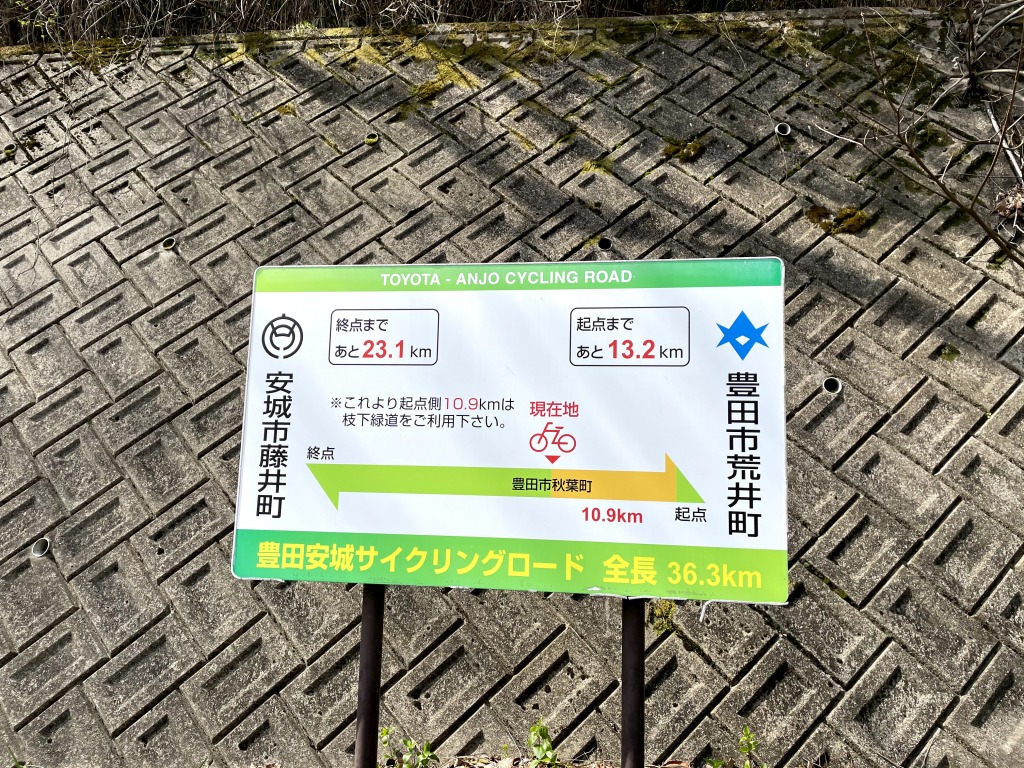 TOYOTA - ANJO CYCLING ROAD
終点まで
あと23.1km
起点まで
あと13.2km
安城市藤井町
豊田市荒井町
※これより起点側10.9kmは
枝下緑道をご利用下さい。
現在地
終点
豊田市秋葉町
10.9km
起点
豊田安城サイクリングロード 全長 36.3km